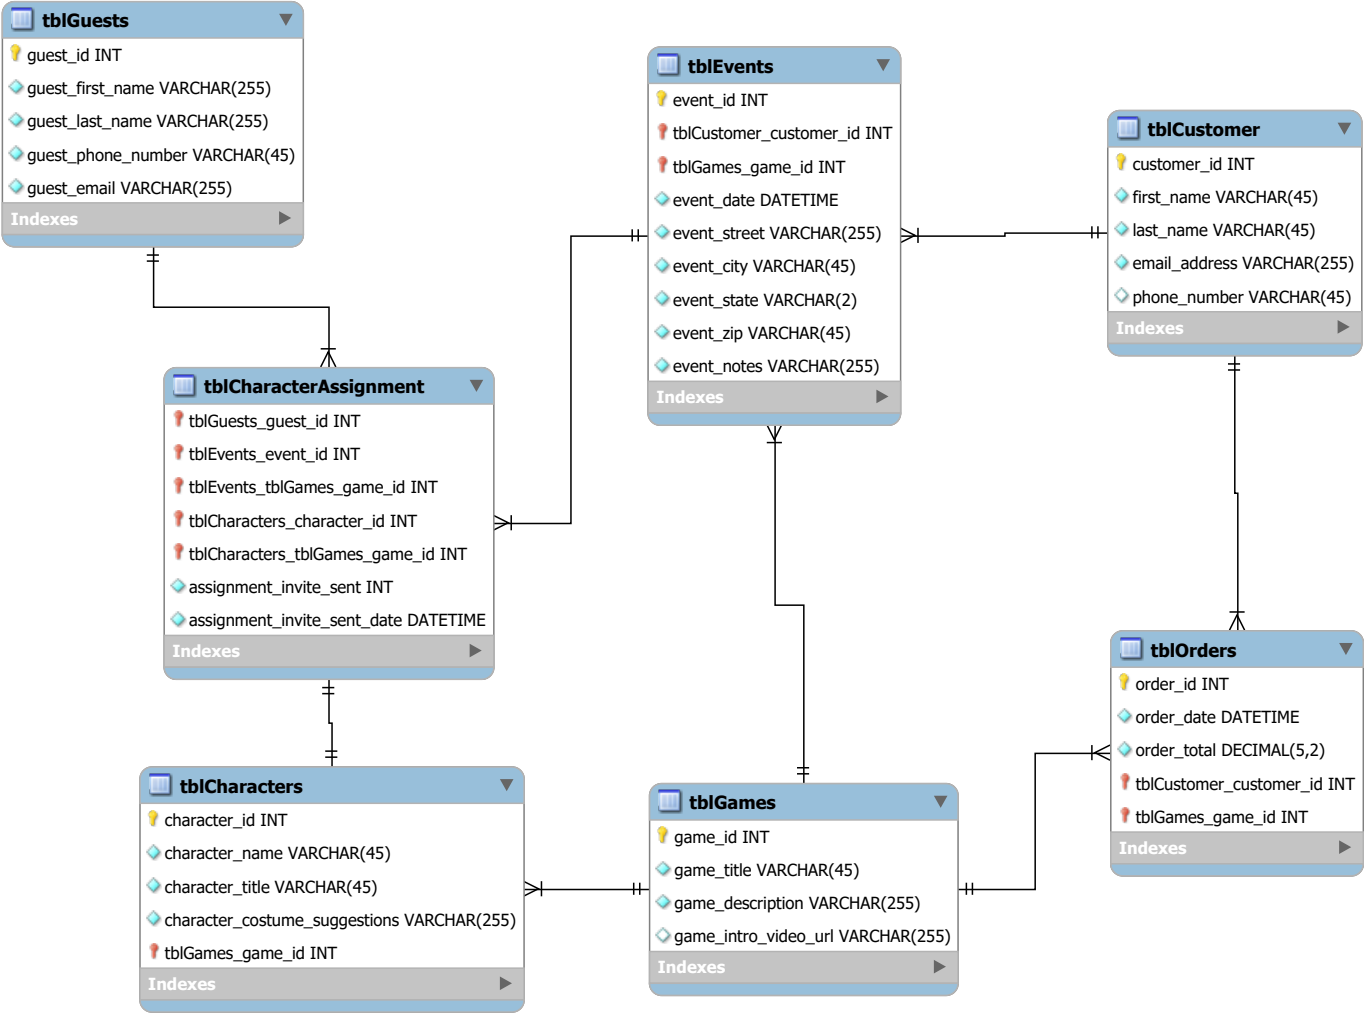 tblGuests
guest_id INT
guest_first_name VARCHAR(255)
guest_last_name VARCHAR(255)
guest_phone_number VARCHAR(45)
guest_email VARCHAR(255)
Indexes
tblEvents
event_id INT
tblCustomer_customer_id INT
tblGames_game_id INT
event_date DATETIME
event_street VARCHAR(255)
event_city VARCHAR(45)
event_state VARCHAR(2)
event_zip VARCHAR(45)
event_notes VARCHAR(255)
Indexes
tblCustomer
customer_id INT
first_name VARCHAR(45)
last_name VARCHAR(45)
email_address VARCHAR(255)
phone_number VARCHAR(45)
Indexes
tblCharacterAssignment
tblGuests_guest_id INT
tblEvents_event_id INT
tblEvents_tblGames_game_id INT
tblCharacters_character_id INT
tblCharacters_tblGames_game_id INT
assignment_invite_sent INT
assignment_invite_sent_date DATETIME
Indexes
tblOrders
order_id INT
order_date DATETIME
order_total DECIMAL(5,2)
tblCustomer_customer_id INT
tblGames_game_id INT
Indexes
tblCharacters
character_id INT
character_name VARCHAR(45)
character_title VARCHAR(45)
character_costume_suggestions VARCHAR(255)
tblGames_game_id INT
Indexes
tblGames
game_id INT
game_title VARCHAR(45)
game_description VARCHAR(255)
game_intro_video_url VARCHAR(255)
Indexes